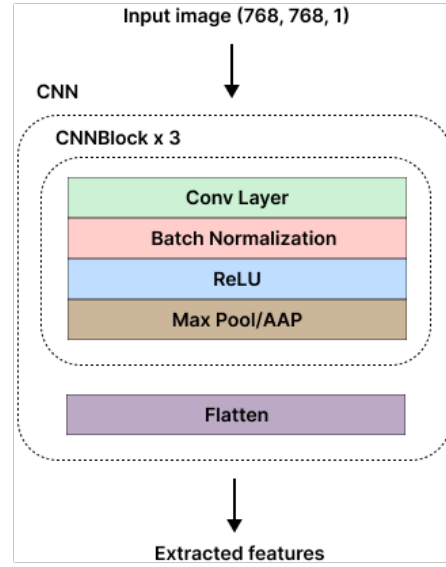 Input image (768, 768, 1)
CNN
CNNBlock x 3
Conv Layer
Batch Normalization
ReLU
Max Pool/AAP
Flatten
Extracted features